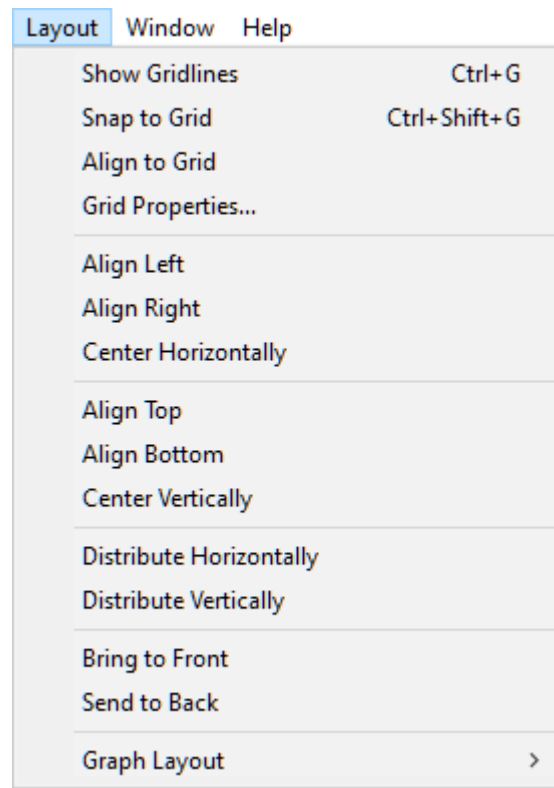 Layout Window Help
Show Gridlines Ctrl+G
Snap to Grid Ctrl+Shift+G
Align to Grid
Grid Properties...
Align Left
Align Right
Center Horizontally
Align Top
Align Bottom
Center Vertically
Distribute Horizontally
Distribute Vertically
Bring to Front
Send to Back
Graph Layout